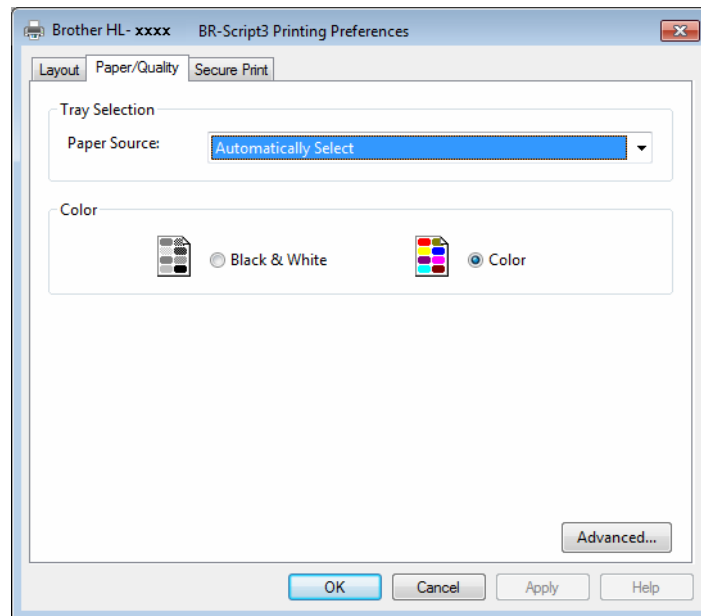 Brother HL- xxxx BR-Script3 Printing Preferences
Layout Paper/Quality Secure Print
Tray Selection
Paper Source: Automatically Select
Color
Black & White Color
Advanced...
OK Cancel Apply Help